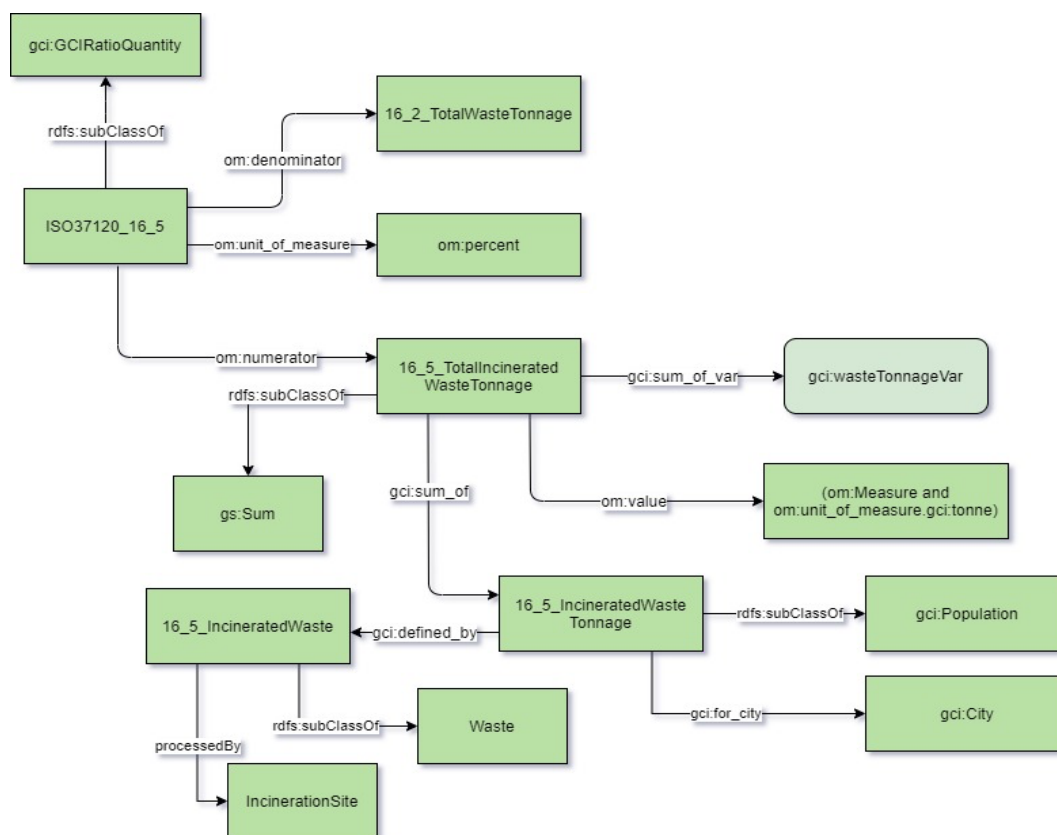 gci:GCIRatioQuantity
rdfs:subClassOf
16_2_TotalWasteTonnage
om:denominator
ISO37120_16_5
om:unit_of_measure
om:percent
om:numerator
16_5_TotalIncinerated
WasteTonnage
gci:sum_of_var
gci:wasteTonnageVar
rdfs:subClassOf
gci:sum_of
gs:Sum
om:value
(om:Measure and
om:unit_of_measure.gci:tonne)
16_5_IncineratedWaste
gci:defined_by
16_5_IncineratedWaste
Tonnage
rdfs:subClassOf
gci:Population
gci:for_city
gci:City
rdfs:subClassOf
Waste
processedBy
IncinerationSite